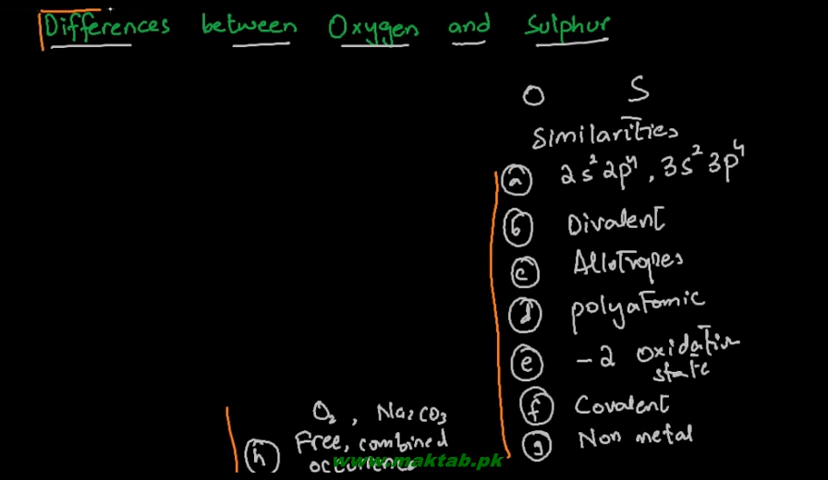 Differences between Oxygen and Sulphur
O S
Similarities
a 2s² 2p⁴, 3s² 3p⁴
b Divalent
c Allotropes
d polyatomic
e -2 oxidation state
f Covalent
g Non metal
O₂, Na₂CO₃
h Free, combined
occurrence
www.maktab.pk